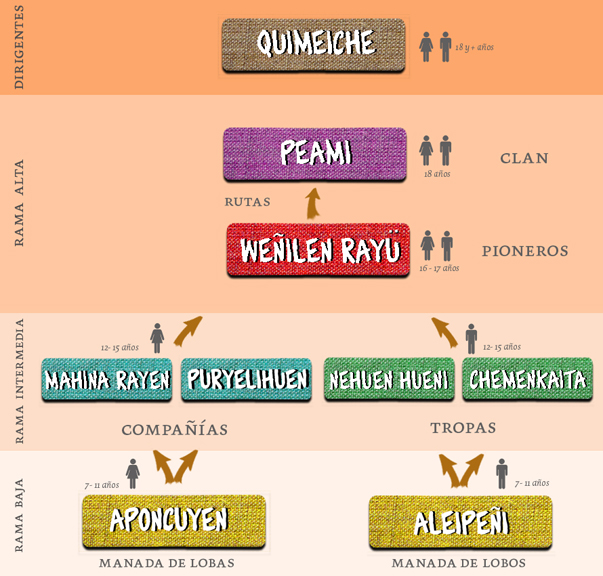 DIRIGENTES
QUIMEICHE
18 y + años
RAMA ALTA
PEAMI
18 años
CLAN
RUTAS
WEÑILEN RAYÜ
16 - 17 años
PIONEROS
RAMA INTERMEDIA
12- 15 años
12- 15 años
MAHINA RAYEN
PURYELIHUEN
NEHUEN HUENI
CHEMENKAITA
COMPAÑÍAS
TROPAS
RAMA BAJA
7- 11 años
7- 11 años
APONCUYEN
ALEIPEÑI
MANADA DE LOBAS
MANADA DE LOBOS